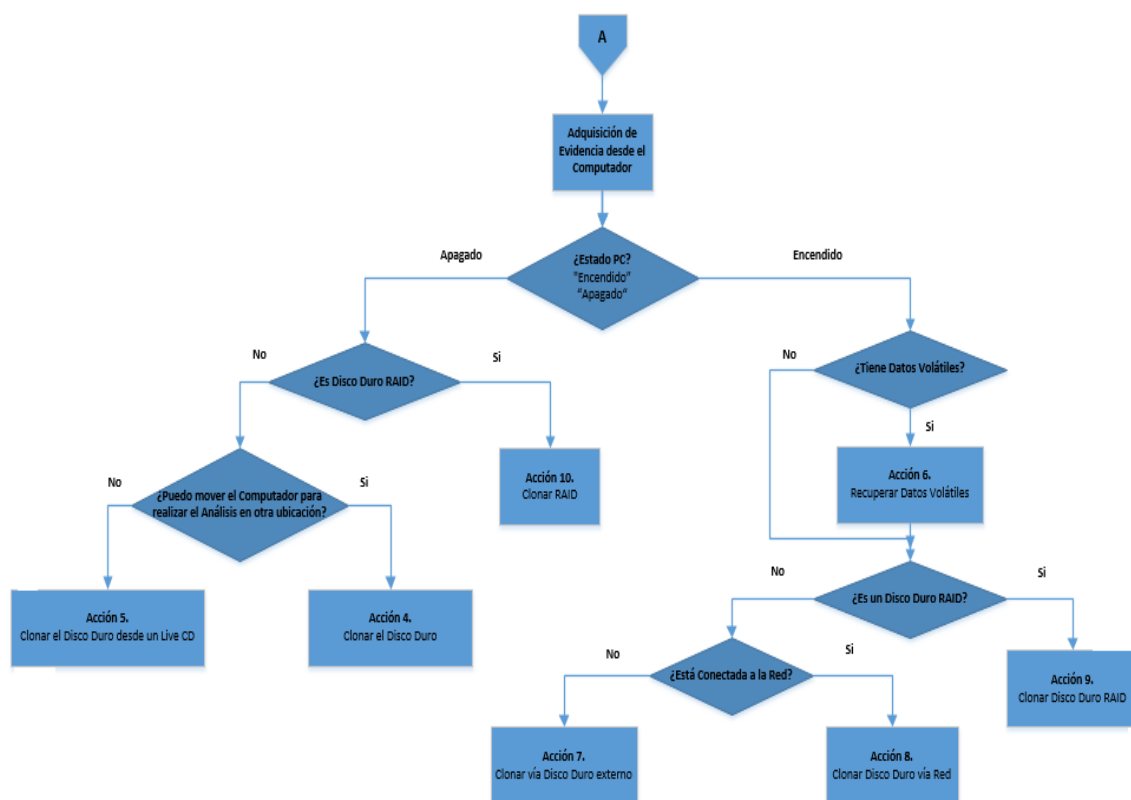 A
Adquisición de
Evidencia desde el
Computador
Apagado
¿Estado PC?
"Encendido"
"Apagado"
Encendido
No
¿Es Disco Duro RAID?
Si
No
¿Tiene Datos Volátiles?
Si
No
¿Puedo mover el Computador para
realizar el Análisis en otra ubicación?
Si
Acción 10.
Clonar RAID
Acción 6.
Recuperar Datos Volátiles
No
¿Es un Disco Duro RAID?
Si
Acción 5.
Clonar el Disco Duro desde un Live CD
Acción 4.
Clonar el Disco Duro
No
¿Está Conectada a la Red?
Si
Acción 9.
Clonar Disco Duro RAID
Acción 7.
Clonar vía Disco Duro externo
Acción 8.
Clonar Disco Duro vía Red